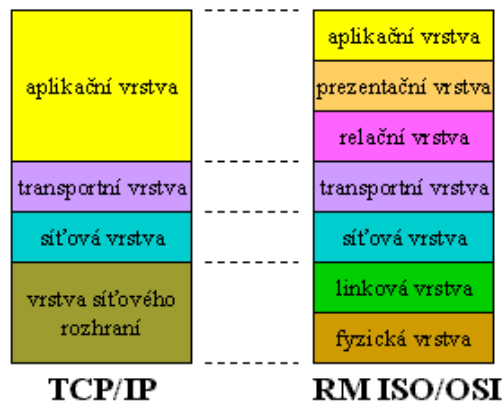 aplikační vrstva
transportní vrstva
síťová vrstva
vrstva síťového
rozhraní
TCP/IP
aplikační vrstva
prezentační vrstva
relační vrstva
transportní vrstva
síťová vrstva
linková vrstva
fyzická vrstva
RM ISO/OSI